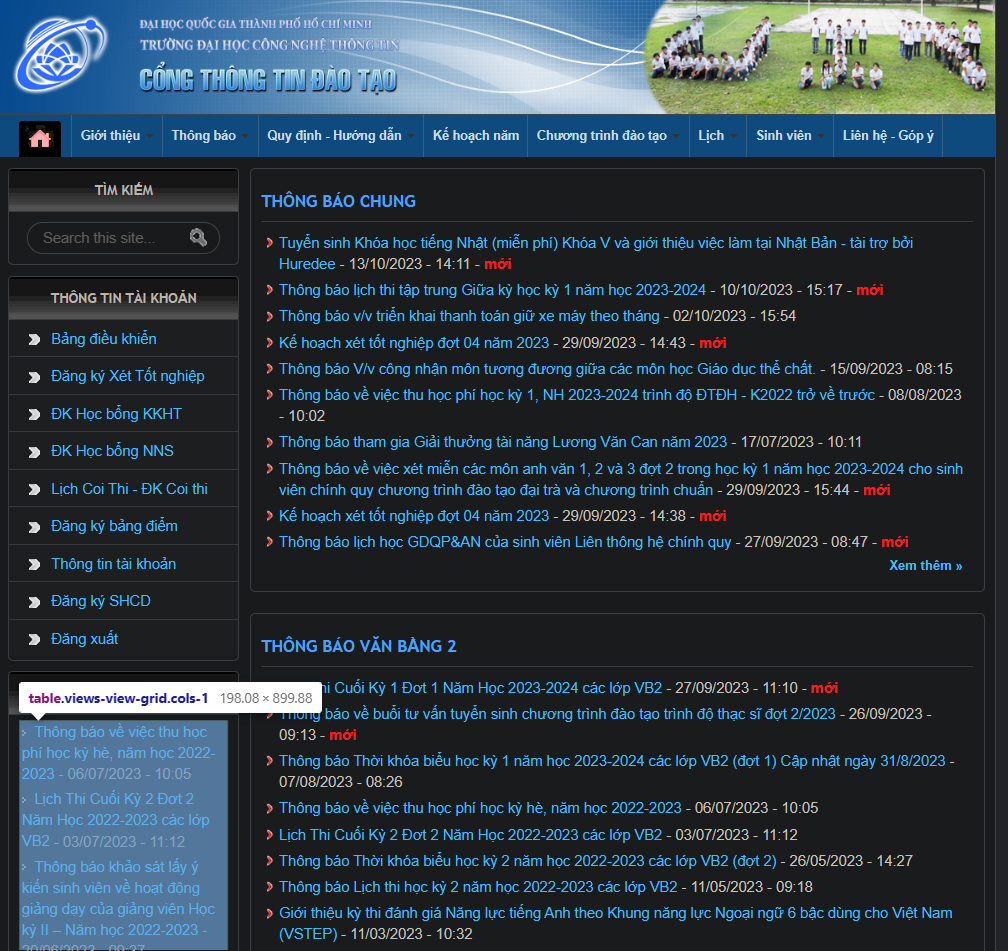 ĐẠI HỌC QUỐC GIA THÀNH PHỐ HỒ CHÍ MINH
TRƯỜNG ĐẠI HỌC CÔNG NGHỆ THÔNG TIN
CỔNG THÔNG TIN ĐÀO TẠO
Giới thiệu
Thông báo
Quy định - Hướng dẫn
Kế hoạch năm
Chương trình đào tạo
Lịch
Sinh viên
Liên hệ - Góp ý
TÌM KIẾM
Search this site...
THÔNG TIN TÀI KHOẢN
Bảng điều khiển
Đăng ký Xét Tốt nghiệp
ĐK Học bổng KKHT
ĐK Học bổng NNS
Lịch Coi Thi - ĐK Coi thi
Đăng ký bảng điểm
Thông tin tài khoản
Đăng ký SHCD
Đăng xuất
table.views-view-grid.cols-1 198.08 × 899.88
Thông báo về việc thu học
phí học kỳ hè, năm học 2022-
2023 - 06/07/2023 - 10:05
Lịch Thi Cuối Kỳ 2 Đơt 2
Năm Học 2022-2023 các lớp
VB2 - 03/07/2023 - 11:12
Thông báo khảo sát lấy ý
kiến sinh viên về hoạt động
giảng dạy của giảng viên Học
kỳ II – Năm học 2022-2023 -
20/06/2023 - 09:37
THÔNG BÁO CHUNG
Tuyển sinh Khóa học tiếng Nhật (miễn phí) Khóa V và giới thiệu việc làm tại Nhật Bản - tài trợ bởi
Huredee - 13/10/2023 - 14:11 - mới
Thông báo lịch thi tập trung Giữa kỳ học kỳ 1 năm học 2023-2024 - 10/10/2023 - 15:17 - mới
Thông báo v/v triển khai thanh toán giữ xe máy theo tháng - 02/10/2023 - 15:54
Kế hoạch xét tốt nghiệp đợt 04 năm 2023 - 29/09/2023 - 14:43 - mới
Thông báo V/v công nhận môn tương đương giữa các môn học Giáo dục thể chất. - 15/09/2023 - 08:15
Thông báo về việc thu học phí học kỳ 1, NH 2023-2024 trình độ ĐTĐH - K2022 trở về trước - 08/08/2023
- 10:02
Thông báo tham gia Giải thưởng tài năng Lương Văn Can năm 2023 - 17/07/2023 - 10:11
Thông báo về việc xét miễn các môn anh văn 1, 2 và 3 đợt 2 trong học kỳ 1 năm học 2023-2024 cho sinh
viên chính quy chương trình đào tạo đại trà và chương trình chuẩn - 29/09/2023 - 15:44 - mới
Kế hoạch xét tốt nghiệp đợt 04 năm 2023 - 29/09/2023 - 14:38 - mới
Thông báo lịch học GDQP&AN của sinh viên Liên thông hệ chính quy - 27/09/2023 - 08:47 - mới
Xem thêm »
THÔNG BÁO VĂN BẰNG 2
Cuối Kỳ 1 Đơt 1 Năm Học 2023-2024 các lớp VB2 - 27/09/2023 - 11:10 - mới
Thông báo về buổi tư vấn tuyển sinh chương trình đào tạo trình độ thạc sĩ đợt 2/2023 - 26/09/2023 -
09:13 - mới
Thông báo Thời khóa biểu học kỳ 1 năm học 2023-2024 các lớp VB2 (đợt 1) Cập nhật ngày 31/8/2023 -
07/08/2023 - 08:26
Thông báo về việc thu học phí học kỳ hè, năm học 2022-2023 - 06/07/2023 - 10:05
Lịch Thi Cuối Kỳ 2 Đơt 2 Năm Học 2022-2023 các lớp VB2 - 03/07/2023 - 11:12
Thông báo Thời khóa biểu học kỳ 2 năm học 2022-2023 các lớp VB2 (đợt 2) - 26/05/2023 - 14:27
Thông báo Lịch thi học kỳ 2 năm học 2022-2023 các lớp VB2 - 11/05/2023 - 09:18
Giới thiệu kỳ thi đánh giá Năng lực tiếng Anh theo Khung năng lực Ngoại ngữ 6 bậc dùng cho Việt Nam
(VSTEP) - 11/03/2023 - 10:32